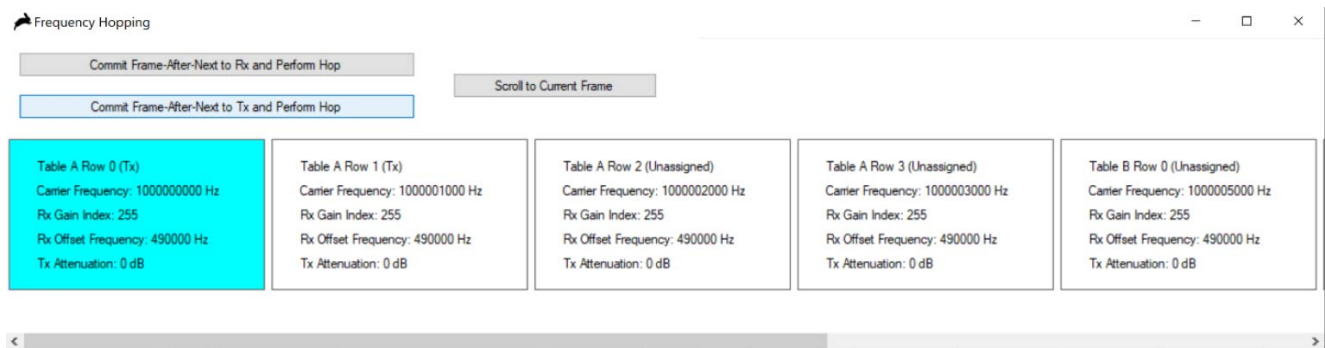 Frequency Hopping
Commit Frame-After-Next to Rx and Perform Hop
Scroll to Current Frame
Commit Frame-After-Next to Tx and Perform Hop
Table A Row 0 (Tx)
Carrier Frequency: 1000000000 Hz
Rx Gain Index: 255
Rx Offset Frequency: 490000 Hz
Tx Attenuation: 0 dB
Table A Row 1 (Tx)
Carrier Frequency: 1000001000 Hz
Rx Gain Index: 255
Rx Offset Frequency: 490000 Hz
Tx Attenuation: 0 dB
Table A Row 2 (Unassigned)
Carrier Frequency: 1000002000 Hz
Rx Gain Index: 255
Rx Offset Frequency: 490000 Hz
Tx Attenuation: 0 dB
Table A Row 3 (Unassigned)
Carrier Frequency: 1000003000 Hz
Rx Gain Index: 255
Rx Offset Frequency: 490000 Hz
Tx Attenuation: 0 dB
Table B Row 0 (Unassigned)
Carrier Frequency: 1000005000 Hz
Rx Gain Index: 255
Rx Offset Frequency: 490000 Hz
Tx Attenuation: 0 dB